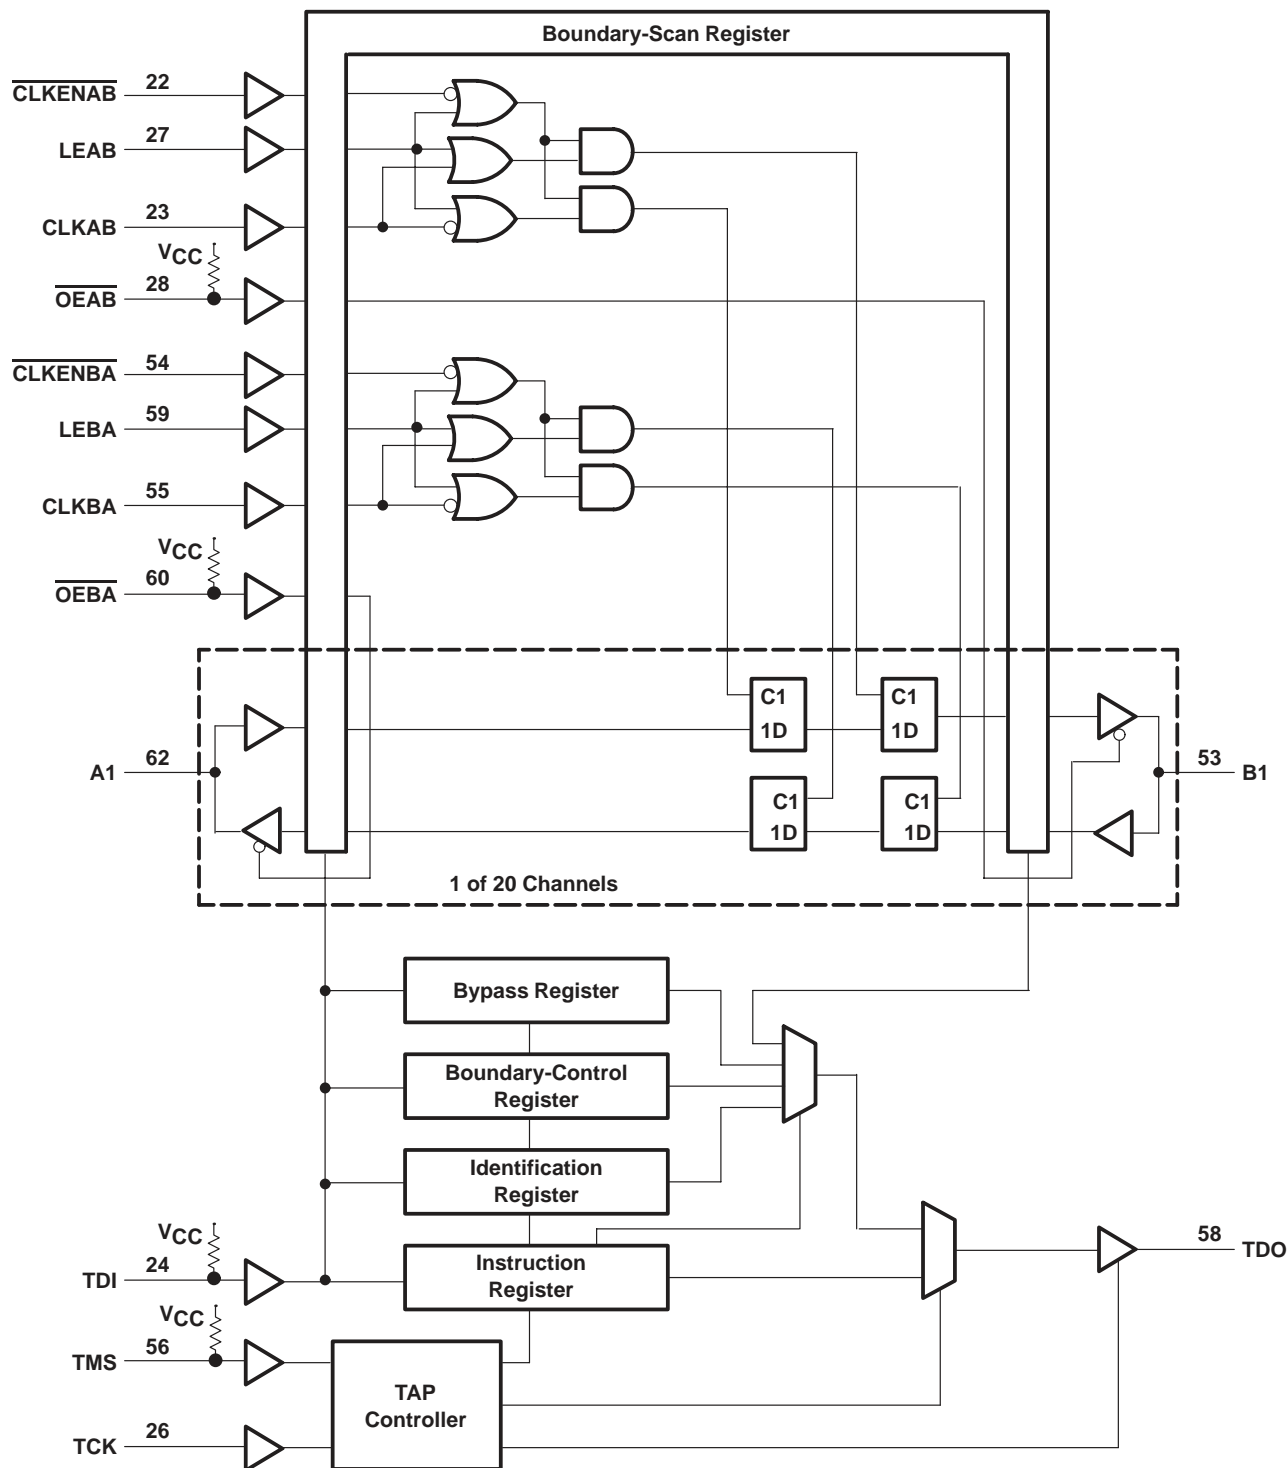 Boundary-Scan Register
CLKENAB 22
LEAB 27
CLKAB 23
VCC
OEAB 28
CLKENBA 54
LEBA 59
CLKBA 55
VCC
OEBA 60
C1
1D
C1
1D
A1 62
53 B1
C1
1D
C1
1D
1 of 20 Channels
Bypass Register
Boundary-Control
Register
Identification
Register
VCC
TDI 24
Instruction
Register
58 TDO
VCC
TMS 56
TAP
Controller
TCK 26